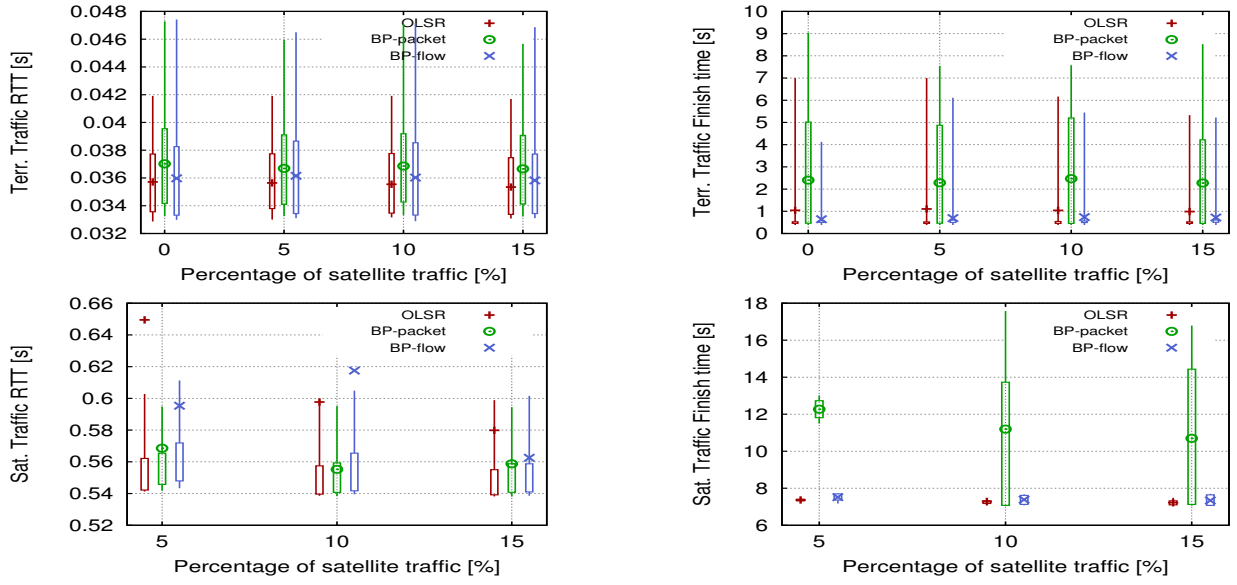 Terr. Traffic RTT [s]
0.048
0.046
0.044
0.042
0.04
0.038
0.036
0.034
0.032
0
5
10
15
Percentage of satellite traffic [%]
OLSR
BP-packet
BP-flow
Terr. Traffic Finish time [s]
10
9
8
7
6
5
4
3
2
1
0
0
5
10
15
Percentage of satellite traffic [%]
OLSR
BP-packet
BP-flow
Sat. Traffic RTT [s]
0.66
0.64
0.62
0.6
0.58
0.56
0.54
0.52
5
10
15
Percentage of satellite traffic [%]
OLSR
BP-packet
BP-flow
Sat. Traffic Finish time [s]
18
16
14
12
10
8
6
5
10
15
Percentage of satellite traffic [%]
OLSR
BP-packet
BP-flow